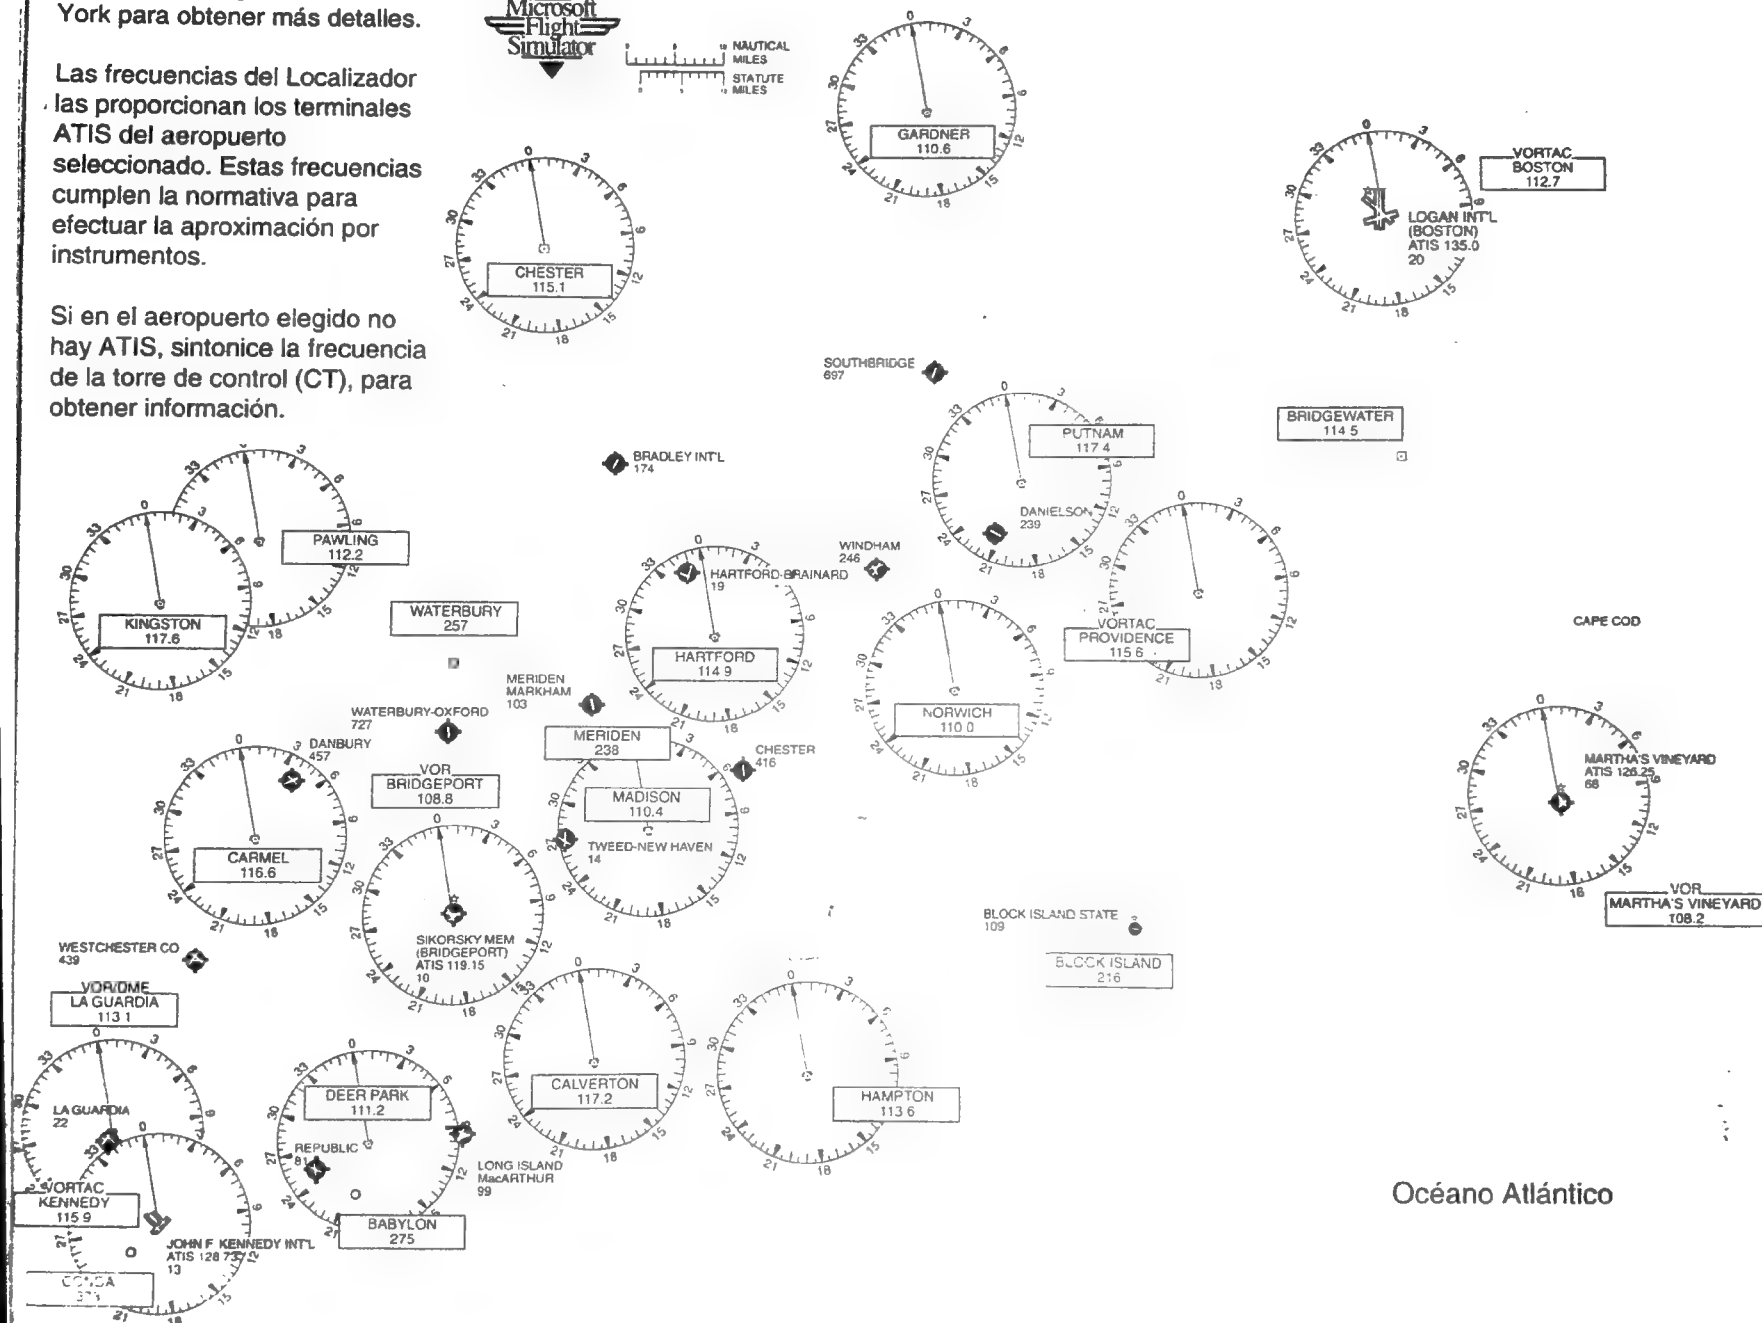 York para obtener más detalles.
Las frecuencias del Localizador
las proporcionan los terminales
ATIS del aeropuerto
seleccionado. Estas frecuencias
cumplen la normativa para
efectuar la aproximación por
instrumentos.
Si en el aeropuerto elegido no
hay ATIS, sintonice la frecuencia
de la torre de control (CT), para
obtener información.
Microsoft
Flight
Simulator
NAUTICAL
MILES
STATUTE
MILES
GARDNER
110.6
VORTAC
BOSTON
112.7
LOGAN INT'L
(BOSTON)
ATIS 135.0
20
CHESTER
115.1
SOUTHBRIDGE
697
BRIDGEWATER
114 5
PUTNAM
117 4
BRADLEY INT'L
174
DANIELSON
239
PAWLING
112.2
WINDHAM
246
HARTFORD-BRAINARD
19
KINGSTON
117.6
WATERBURY
257
VORTAC
PROVIDENCE
115 6
CAPE COD
HARTFORD
114 9
MERIDEN
MARKHAM
103
NORWICH
110 0
WATERBURY-OXFORD
727
MERIDEN
238
DANBURY
457
CHESTER
416
MARTHA'S VINEYARD
ATIS 126.25
68
VOR
BRIDGEPORT
108.8
MADISON
110.4
TWEED-NEW HAVEN
14
CARMEL
116.6
VOR
MARTHA'S VINEYARD
108.2
BLOCK ISLAND STATE
109
SIKORSKY MEM
(BRIDGEPORT)
ATIS 119.15
10
WESTCHESTER CO
439
BLOCK ISLAND
216
VOR/DME
LA GUARDIA
113 1
CALVERTON
117.2
DEER PARK
111.2
HAMPTON
113 6
LA GUARDIA
22
REPUBLIC
81
LONG ISLAND
MacARTHUR
99
VORTAC
KENNEDY
115 9
Océano Atlántico
BABYLON
275
JOHN F KENNEDY INT'L
ATIS 128 737
13